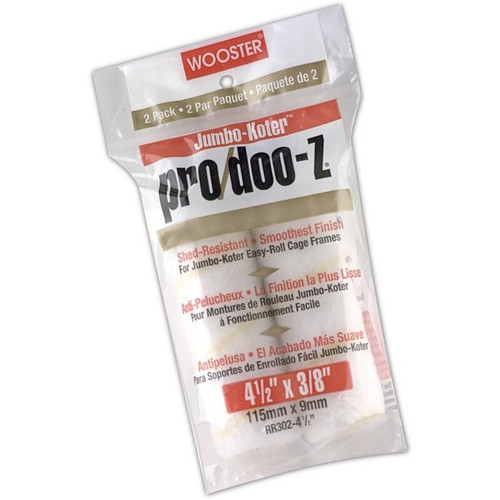 WOOSTER
2 Pack • 2 Par Paquet • Paquete de 2
Jumbo-Koter™
pro/doo-z®
Shed-Resistant • Smoothest Finish
For Jumbo-Koter Easy-Roll Cage Frames
Anti-Pelucheux • La Finition la Plus Lisse
Pour Montures de Rouleau Jumbo-Koter
à Fonctionnement Facile
Antipelusa • El Acabado Más Suave
Para Soportes de Enrollado Fácil Jumbo-Koter
4½" x 3/8"
115mm x 9mm
RR302-4½"